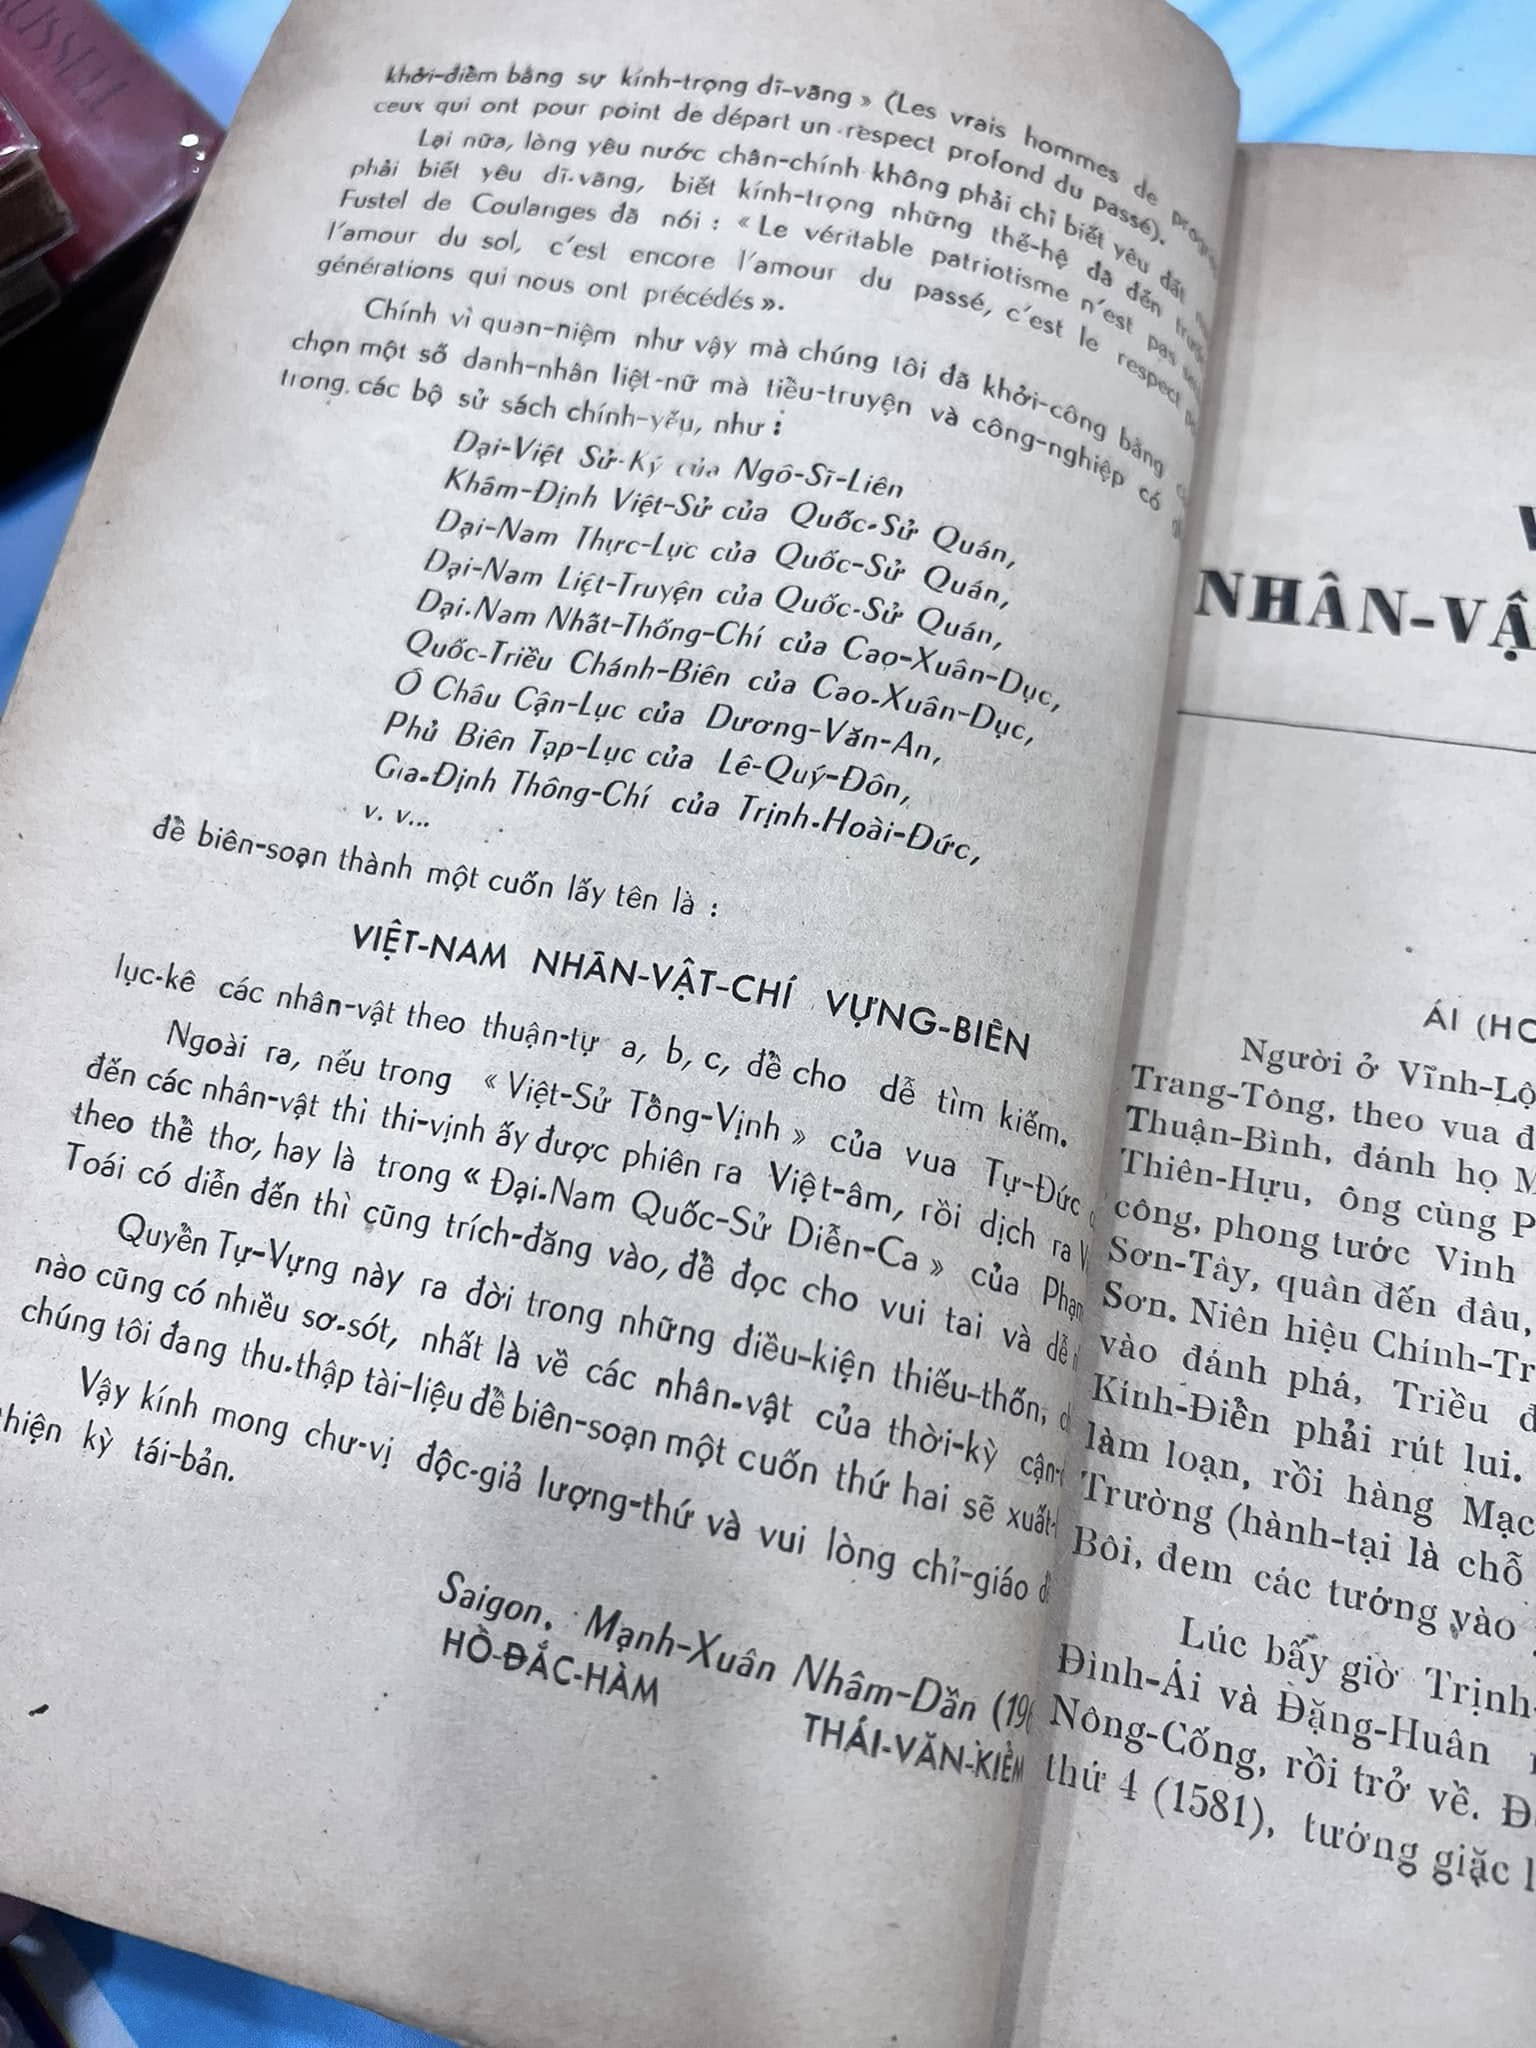 USSELL
khởi-điểm bằng sự kính-trọng dĩ-vãng » (Les vrais hommes de progrè
ceux qui ont pour point de départ un respect profond du passé).
Lại nữa, lòng yêu nước chân-chính không phải chỉ biết yêu đất
phải biết yêu dĩ-vãng, biết kính-trọng những thế-hệ đã đến trước
Fustel de Coulanges đã nói : « Le véritable patriotisme n'est pas seu
l'amour du sol, c'est encore l'amour du passé, c'est le respect
générations qui nous ont précédés ».
Chính vì quan-niệm như vậy mà chúng tôi đã khởi-công bằng c
chọn một số danh-nhân liệt-nữ mà tiểu-truyện và công-nghiệp có
trong các bộ sử sách chính-yếu, như :
Đại-Việt Sử-Ký của Ngô-Sĩ-Liên
Khâm-Định Việt-Sử của Quốc-Sử Quán,
Đại-Nam Thực-Lực của Quốc-Sử Quán,
Đại-Nam Liệt-Truyện của Quốc-Sử Quán,
Đại-Nam Nhất-Thống-Chí của Cao-Xuân-Dục,
Quốc-Triều Chánh-Biên của Cao-Xuân-Dục,
Ô Châu Cận-Lục của Dương-Văn-An,
Phủ Biên Tạp-Lục của Lê-Quý-Đôn,
Gia-Định Thông-Chí của Trịnh-Hoài-Đức,
v. v...
để biên-soạn thành một cuốn lấy tên là :
VIỆT-NAM NHÂN-VẬT-CHÍ VỰNG-BIÊN
lục-kê các nhân-vật theo thuận-tự a, b, c, để cho dễ tìm kiếm.
Ngoài ra, nếu trong « Việt-Sử Tổng-Vịnh » của vua Tự-Đức
đến các nhân-vật thì thi-vịnh ấy được phiên ra Việt-âm, rồi dịch ra V
theo thể thơ, hay là trong « Đại-Nam Quốc-Sử Diễn-Ca » của Phạm
Toái có diễn đến thì cũng trích-đăng vào, để đọc cho vui tai và dễ
Quyển Tự-Vựng này ra đời trong những điều-kiện thiếu-thốn,
nào cũng có nhiều sơ-sót, nhất là về các nhân-vật của thời-kỳ cận-
chúng tôi đang thu-thập tài-liệu để biên-soạn một cuốn thứ hai sẽ xuất-
Vậy kính mong chư-vị độc-giả lượng-thứ và vui lòng chỉ-giáo
thiện kỳ tái-bản.
Saigon, Mạnh-Xuân Nhâm-Dần (196
HỒ-ĐẮC-HÀM
THÁI-VĂN-KIỂM
V
NHÂN-VẬ
ÁI (HO
Người ở Vĩnh-Lộ
Trang-Tông, theo vua đ
Thuận-Bình, đánh họ M
Thiên-Hựu, ông cùng P
công, phong tước Vinh
Sơn-Tây, quân đến đâu,
Sơn. Niên hiệu Chính-Tr
vào đánh phá, Triều đ
Kính-Điển phải rút lui.
làm loạn, rồi hàng Mạc
Trường (hành-tại là chỗ
Bôi, đem các tướng vào
Lúc bấy giờ Trịnh-
Đình-Ái và Đặng-Huân
Nông-Cống, rồi trở về. Đ
thứ 4 (1581), tướng giặc l